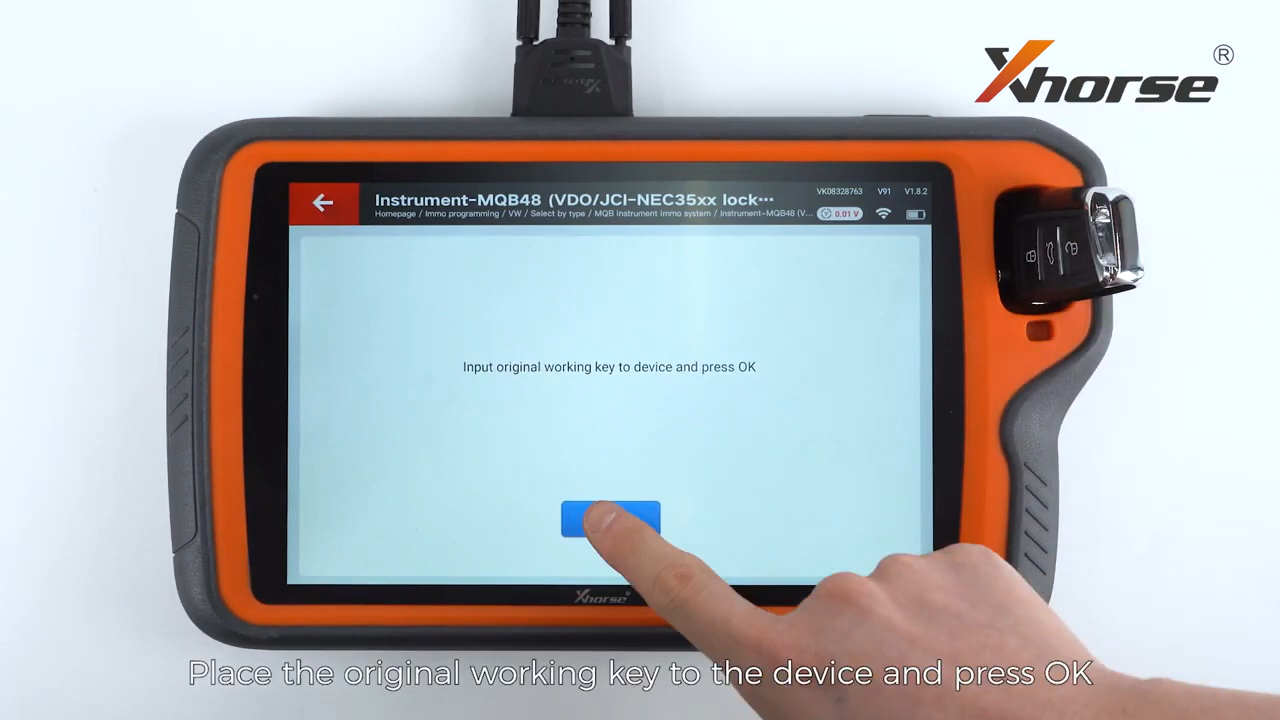 Xhorse®
Instrument-MQB48 (VDO/JCI-NEC35xx lock···
VK08328763 V91 V1.8.2
Homepage / Immo programming / VW / Select by type / MQB instrument immo system / Instrument-MQB48 (V...
0.01 V
Input original working key to device and press OK
Xhorse®
Place the original working key to the device and press OK